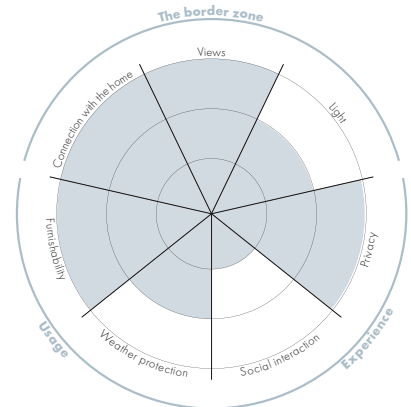 The border zone
Views
Connection with the home
Light
Furnishability
Privacy
Weather protection
Social interaction
Usage
Experience